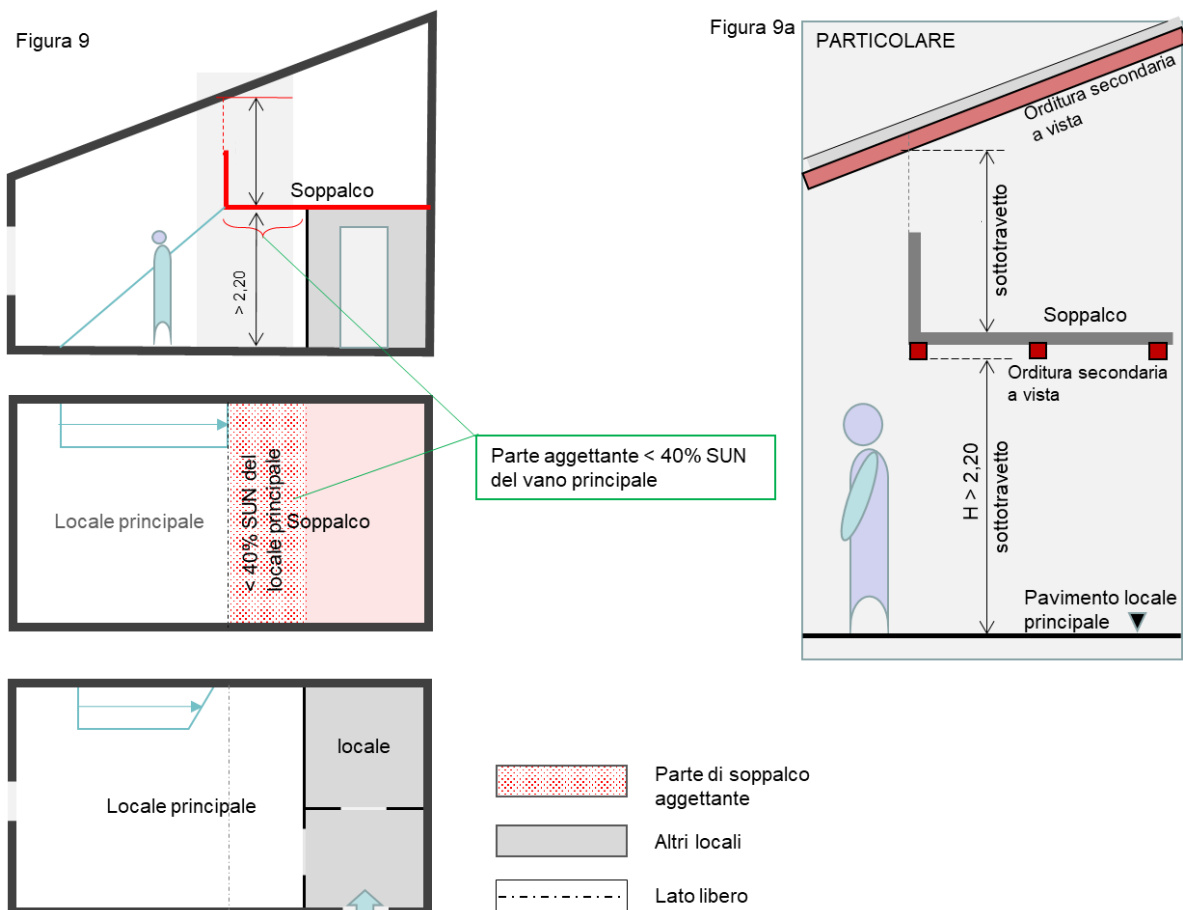 Figura 9
Soppalco
> 2,20
Locale principale
< 40% SUN del
locale principale
Soppalco
Parte aggettante < 40% SUN
del vano principale
Locale principale
locale
Parte di soppalco
aggettante
Altri locali
Lato libero
Figura 9a
PARTICOLARE
Orditura secondaria
a vista
sottotravetto
Soppalco
Orditura secondaria
a vista
H > 2,20
sottotravetto
Pavimento locale
principale